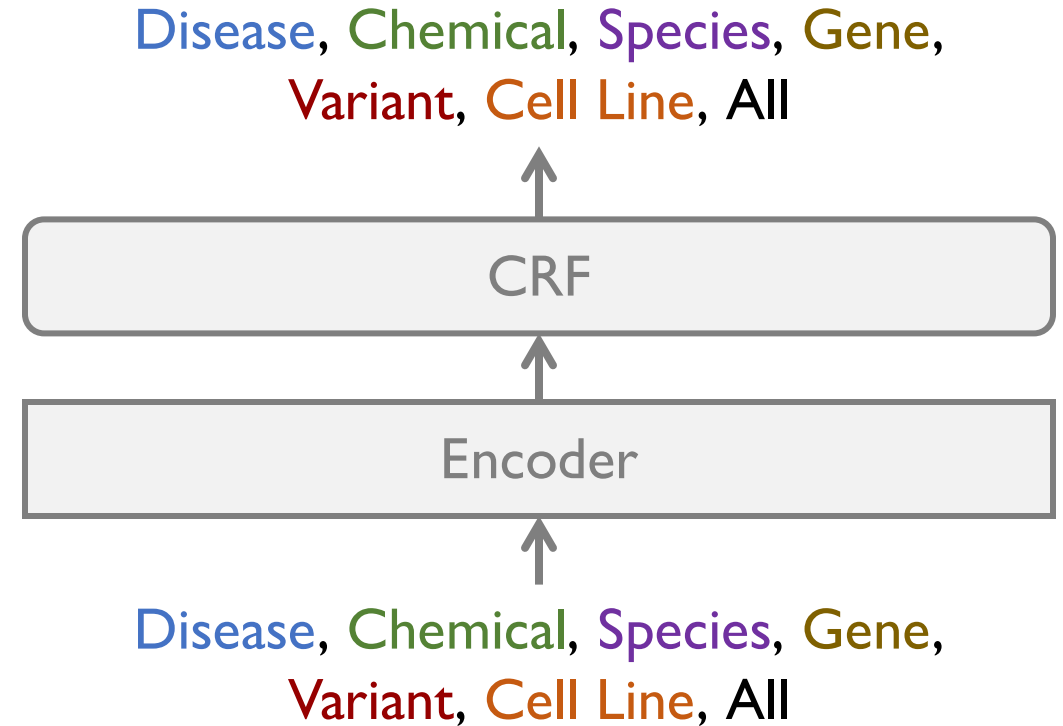 Disease, Chemical, Species, Gene,
Variant, Cell Line, All
CRF
Encoder
Disease, Chemical, Species, Gene,
Variant, Cell Line, All